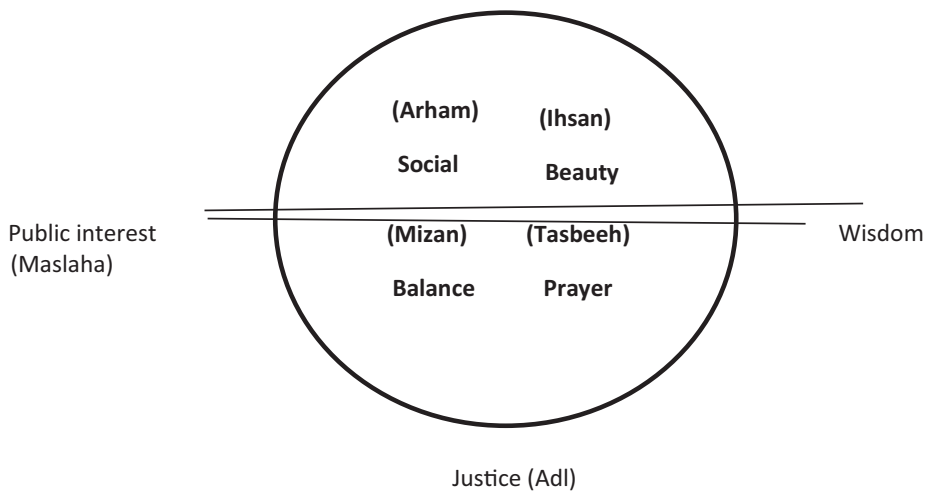 (Arham)
(Ihsan)
Social
Beauty
Public interest
(Maslaha)
(Mizan)
(Tasbeeh)
Wisdom
Balance
Prayer
Justice (Adl)